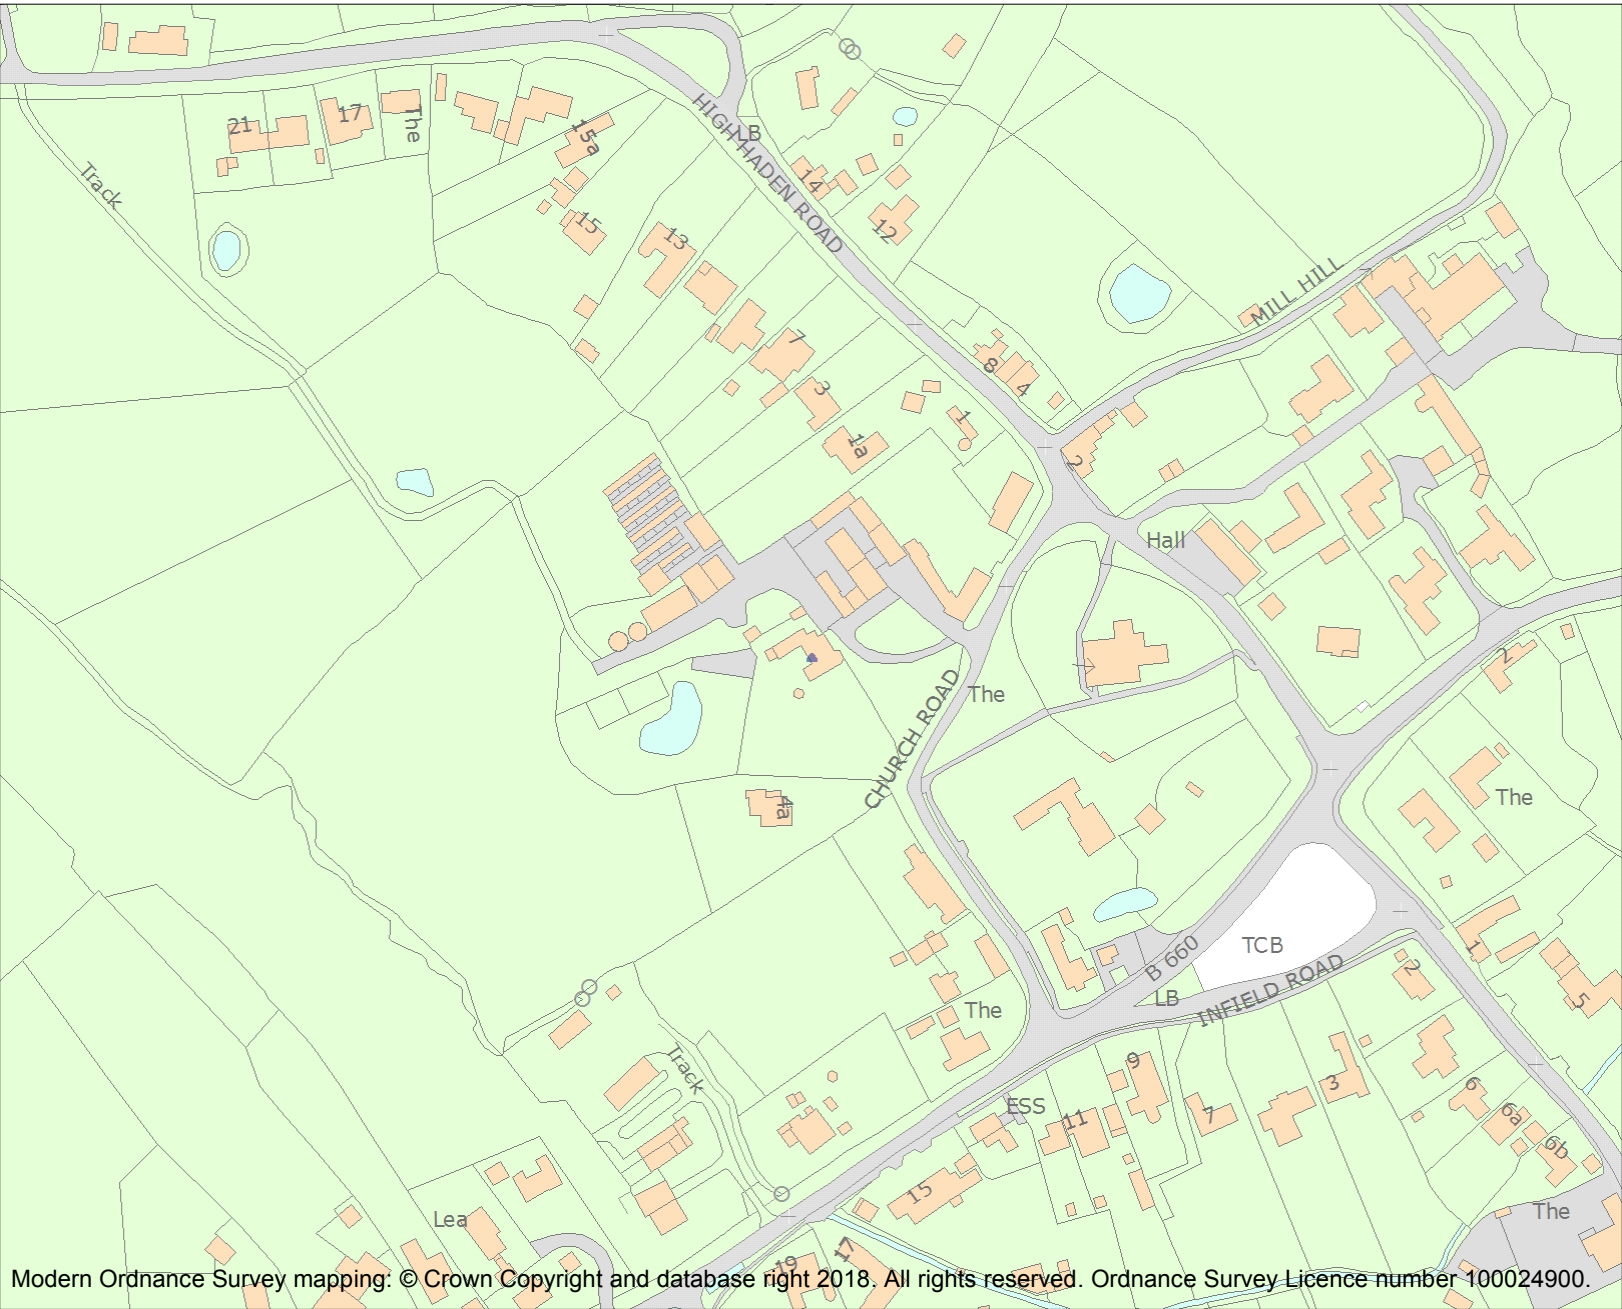 21
17
The
15a
Track
15
13
HIGH HADEN ROAD
LB
14
12
MILL HILL
7
3
8
4
1
1a
2
Hall
The
CHURCH ROAD
4a
2
The
TCB
B 660
LB
INFIELD ROAD
1
2
5
The
Track
ESS
9
11
7
3
6
6a
6b
15
Lea
The
19
17
Modern Ordnance Survey mapping: © Crown Copyright and database right 2018. All rights reserved. Ordnance Survey Licence number 100024900.